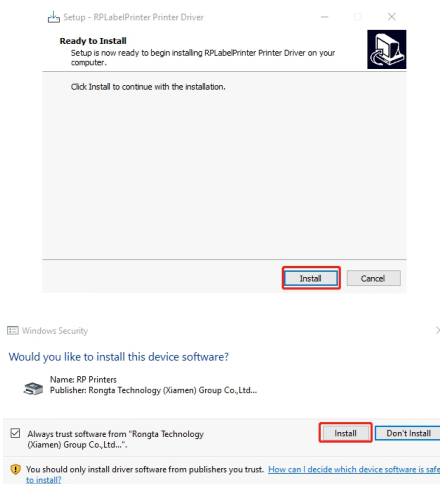 Setup - RPLabelPrinter Printer Driver
Ready to Install
Setup is now ready to begin installing RPLabelPrinter Printer Driver on your
computer.
Click Install to continue with the installation.
Install
Cancel
Windows Security
Would you like to install this device software?
Name: RP Printers
Publisher: Rongta Technology (Xiamen) Group Co.,Ltd...
Always trust software from "Rongta Technology
(Xiamen) Group Co.,Ltd...".
Install
Don't Install
You should only install driver software from publishers you trust. How can I decide which device software is safe
to install?